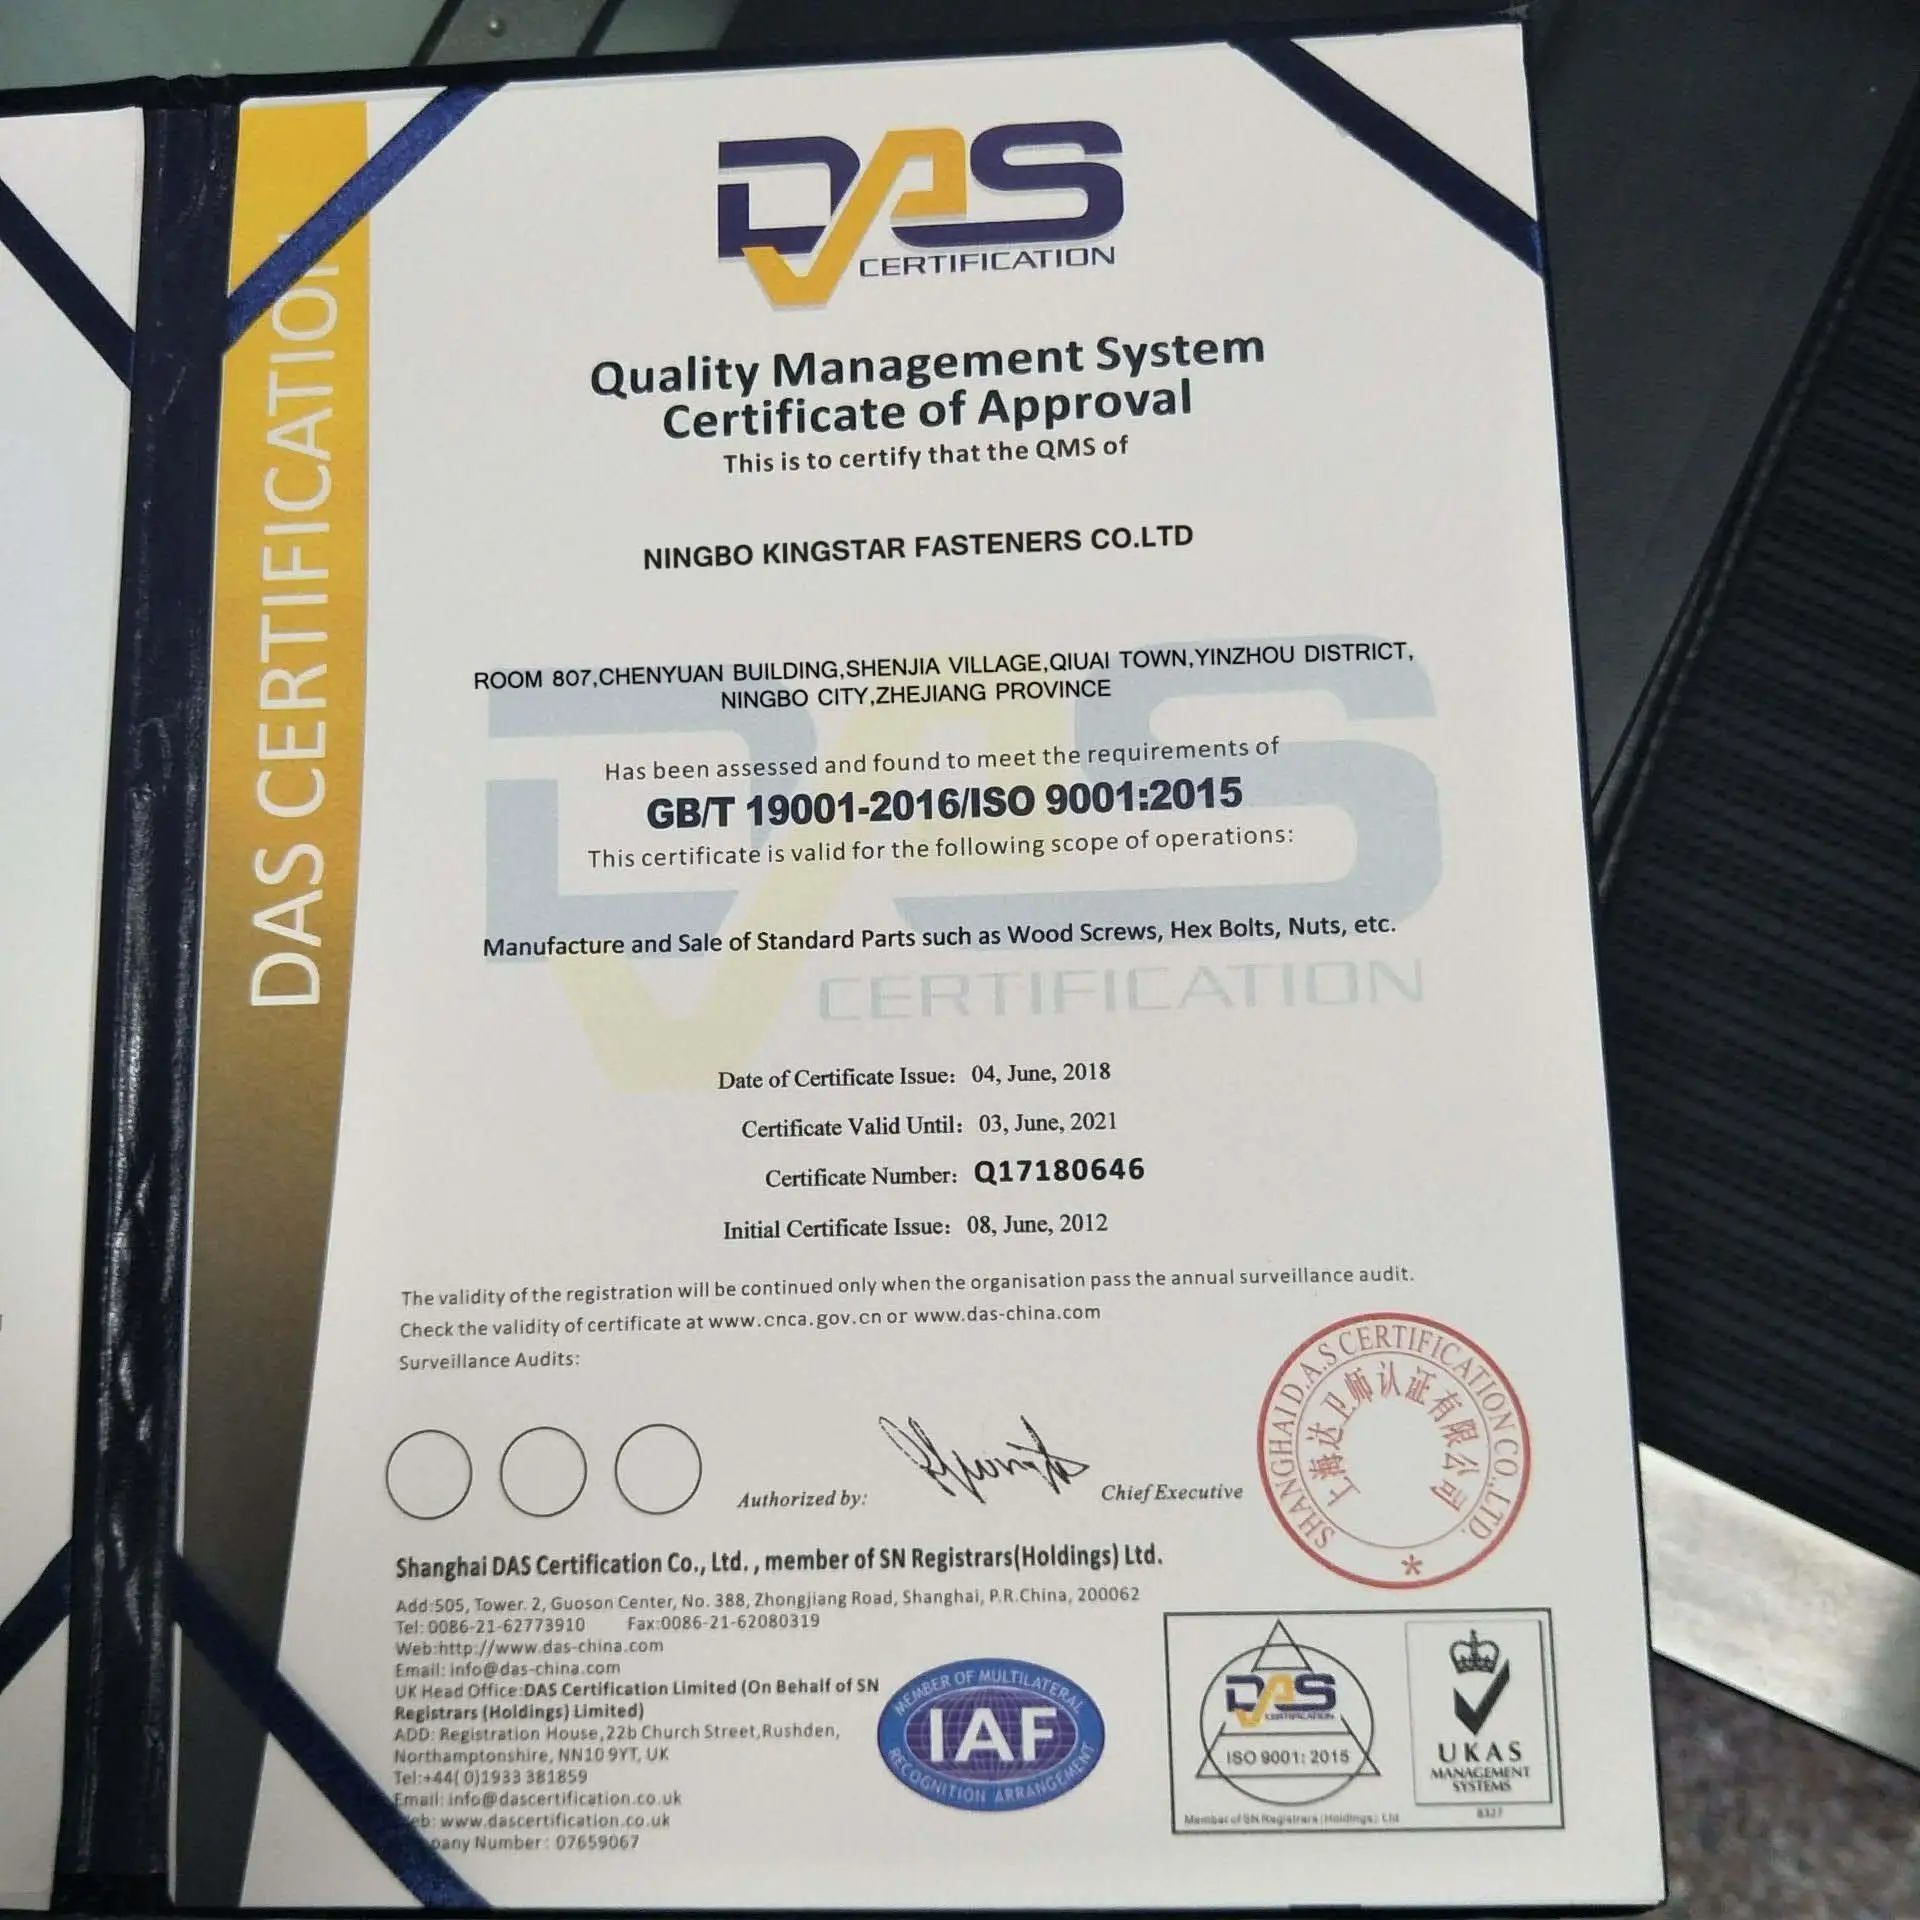 DAS CERTIFICATION
DAS
CERTIFICATION
Quality Management System
Certificate of Approval
This is to certify that the QMS of
NINGBO KINGSTAR FASTENERS CO.LTD
ROOM 807,CHENYUAN BUILDING,SHENJIA VILLAGE,QIUAI TOWN,YINZHOU DISTRICT,
NINGBO CITY,ZHEJIANG PROVINCE
Has been assessed and found to meet the requirements of
GB/T 19001-2016/ISO 9001:2015
This certificate is valid for the following scope of operations:
Manufacture and Sale of Standard Parts such as Wood Screws, Hex Bolts, Nuts, etc.
DAS
CERTIFICATION
Date of Certificate Issue: 04, June, 2018
Certificate Valid Until: 03, June, 2021
Certificate Number: Q17180646
Initial Certificate Issue: 08, June, 2012
The validity of the registration will be continued only when the organisation pass the annual surveillance audit.
Check the validity of certificate at www.cnca.gov.cn or www.das-china.com
Surveillance Audits:
Authorized by:
Chief Executive
SHANGHAI D.A.S CERTIFICATION CO.,LTD.
上海达卫师认证有限公司
Shanghai DAS Certification Co., Ltd. , member of SN Registrars(Holdings) Ltd.
Add:505, Tower. 2, Guoson Center, No. 388, Zhongjiang Road, Shanghai, P.R.China, 200062
Tel: 0086-21-62773910 Fax:0086-21-62080319
Web:http://www.das-china.com
Email: info@das-china.com
UK Head Office:DAS Certification Limited (On Behalf of SN
Registrars (Holdings) Limited)
ADD: Registration House,22b Church Street,Rushden,
Northamptonshire, NN10 9YT, UK
Tel:+44(0)1933 381859
Email: info@dascertification.co.uk
eb: www.dascertification.co.uk
pany Number: 07659067
MEMBER OF MULTILATERAL
IAF
RECOGNITION ARRANGEMENT
DAS
CERTIFICATION
ISO 9001: 2015
Member of SN Registrars (Holdings) Ltd
UKAS
MANAGEMENT
SYSTEMS
8327